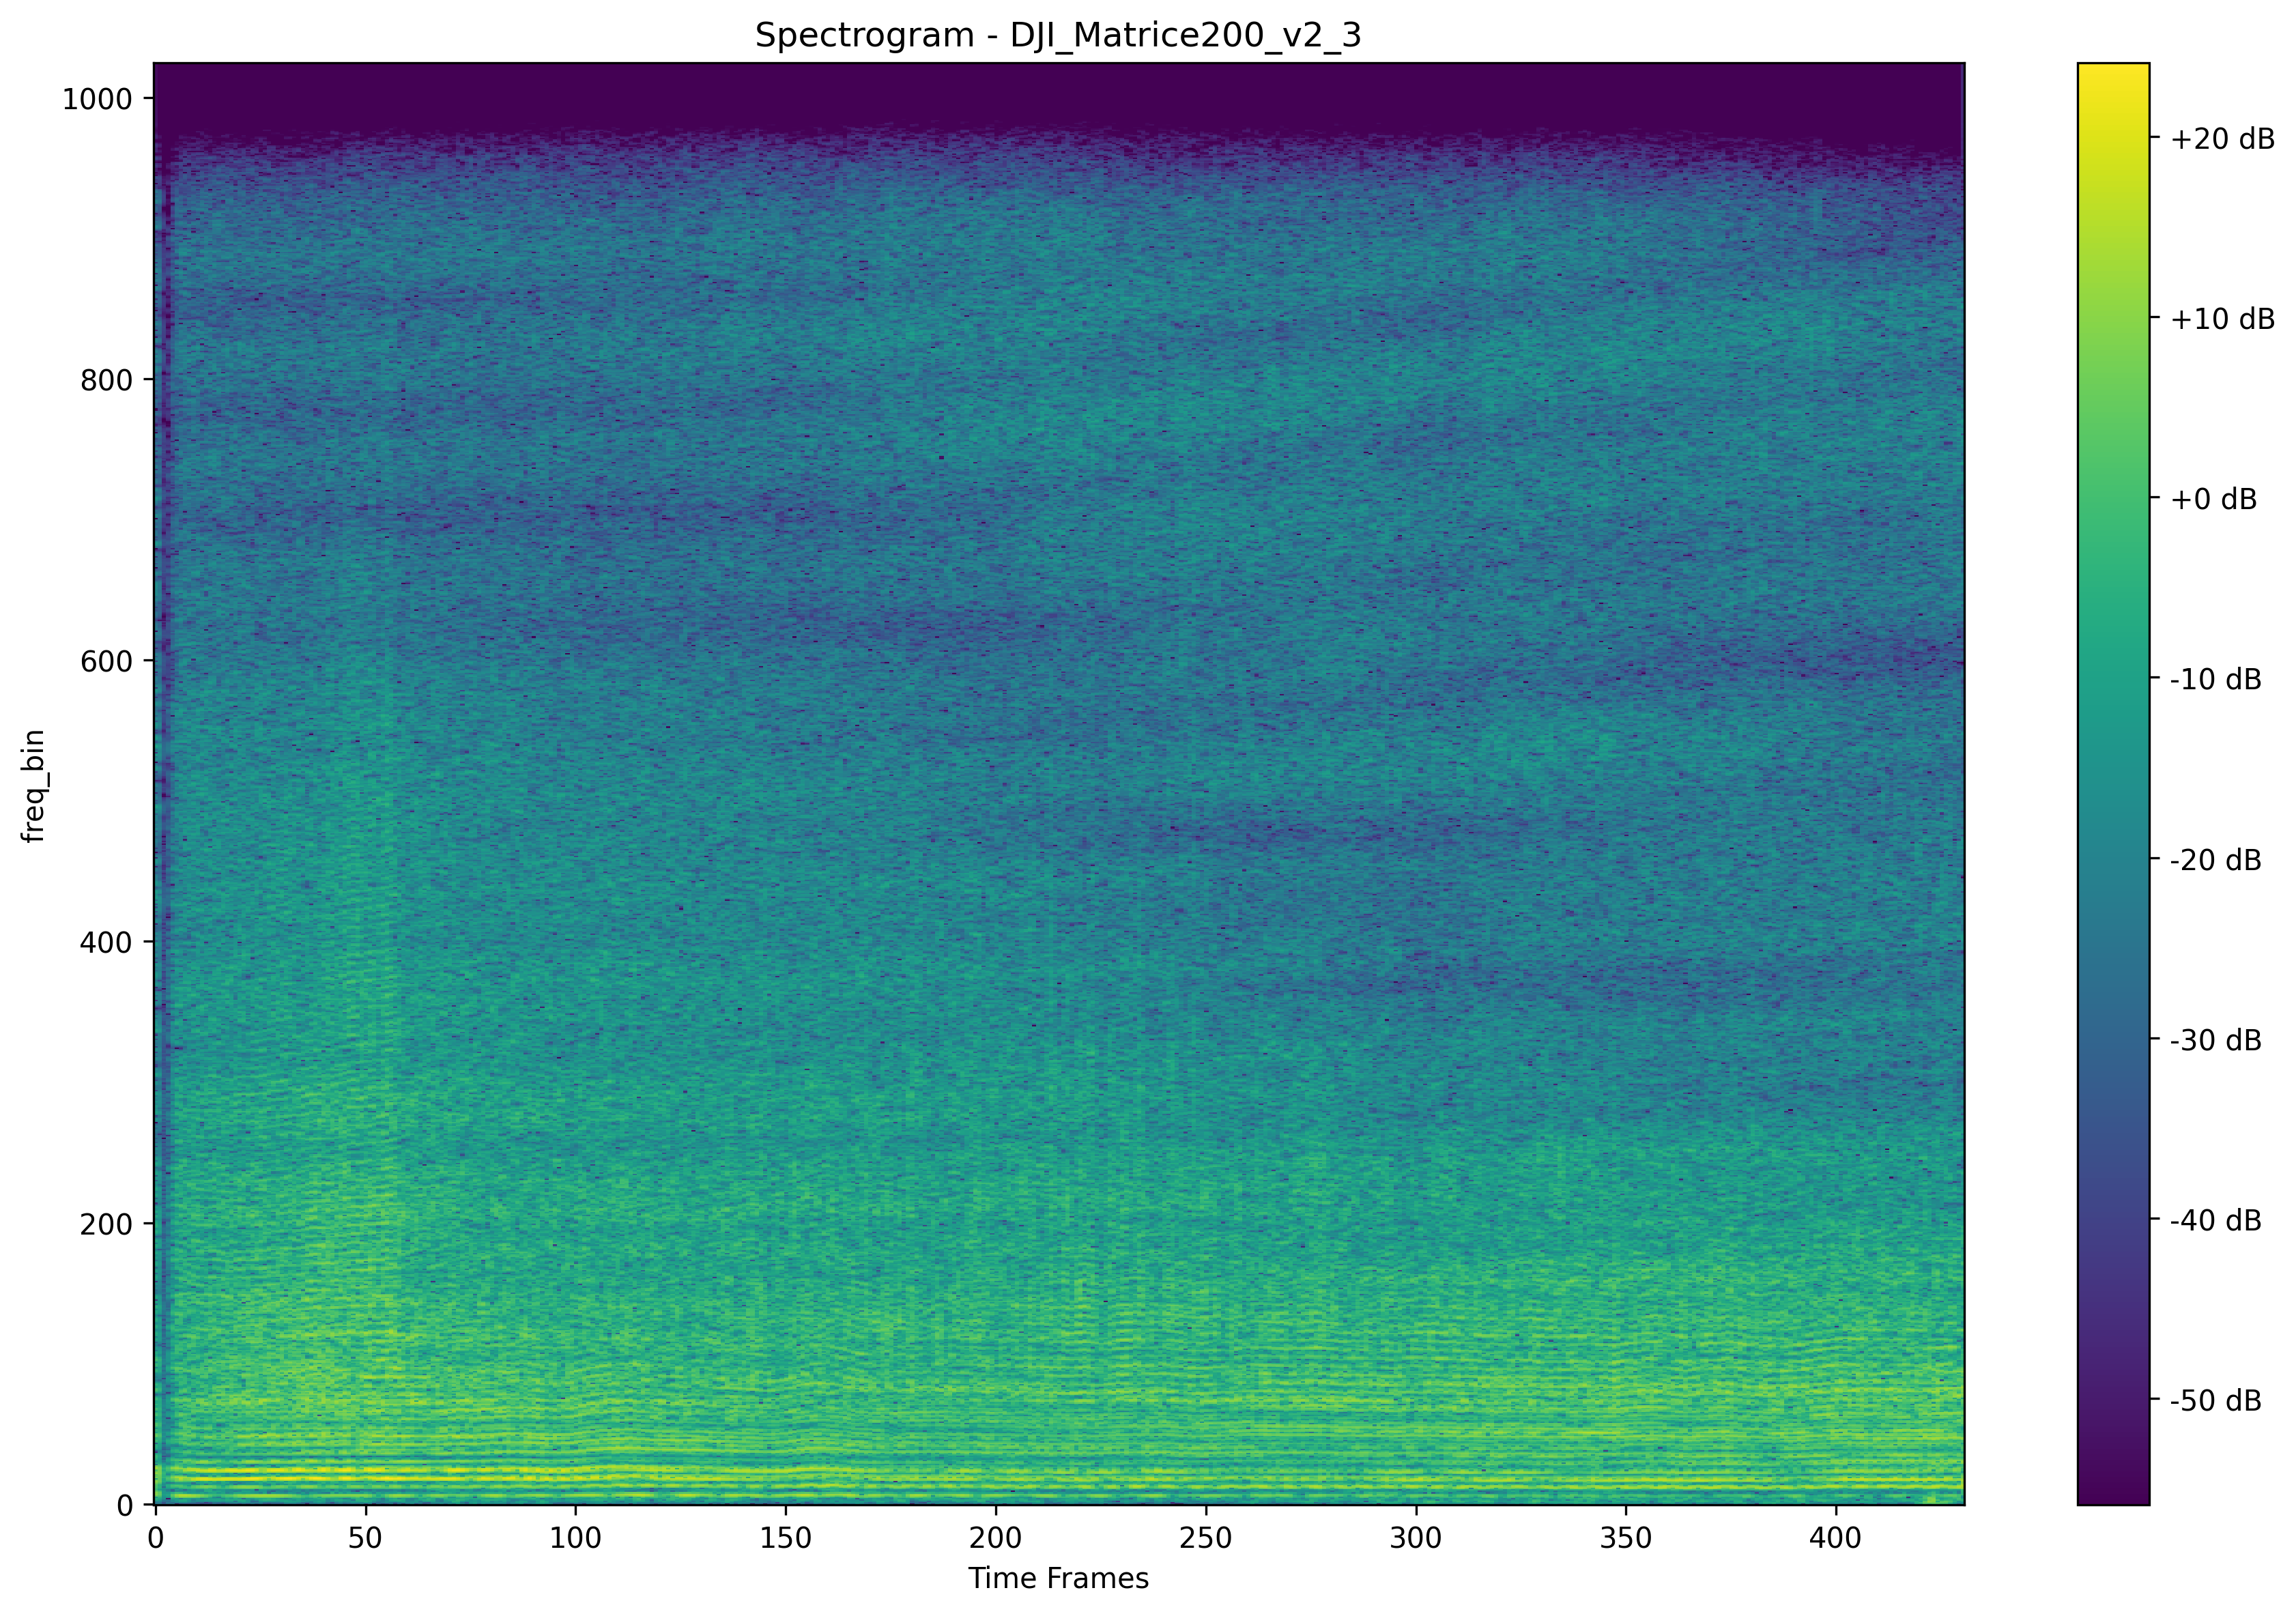 Spectrogram - DJI_Matrice200_v2_3
1000
800
600
400
200
0
freq_bin
0 50 100 150 200 250 300 350 400
Time Frames
+20 dB
+10 dB
+0 dB
-10 dB
-20 dB
-30 dB
-40 dB
-50 dB